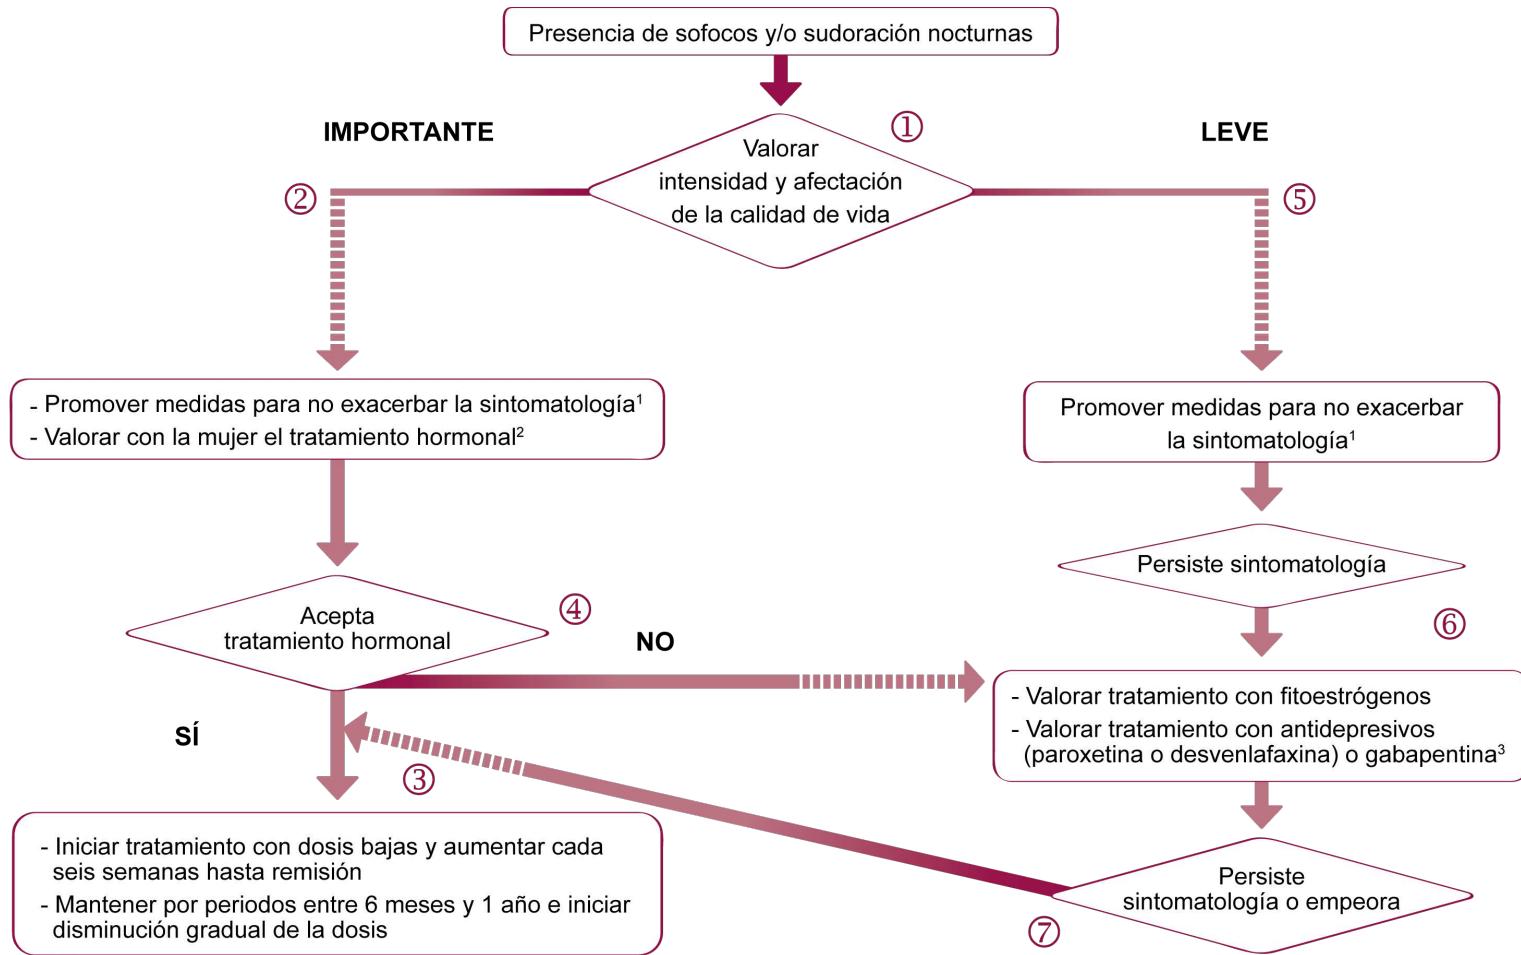 Presencia de sofocos y/o sudoración nocturnas
IMPORTANTE
①
LEVE
Valorar
intensidad y afectación
de la calidad de vida
②
⑤
- Promover medidas para no exacerbar la sintomatología¹
- Valorar con la mujer el tratamiento hormonal²
Promover medidas para no exacerbar
la sintomatología¹
Persiste sintomatología
Acepta
tratamiento hormonal
④
NO
⑥
- Valorar tratamiento con fitoestrógenos
- Valorar tratamiento con antidepresivos
(paroxetina o desvenlafaxina) o gabapentina³
SÍ
③
- Iniciar tratamiento con dosis bajas y aumentar cada
seis semanas hasta remisión
- Mantener por periodos entre 6 meses y 1 año e iniciar
disminución gradual de la dosis
Persiste
sintomatología o empeora
⑦